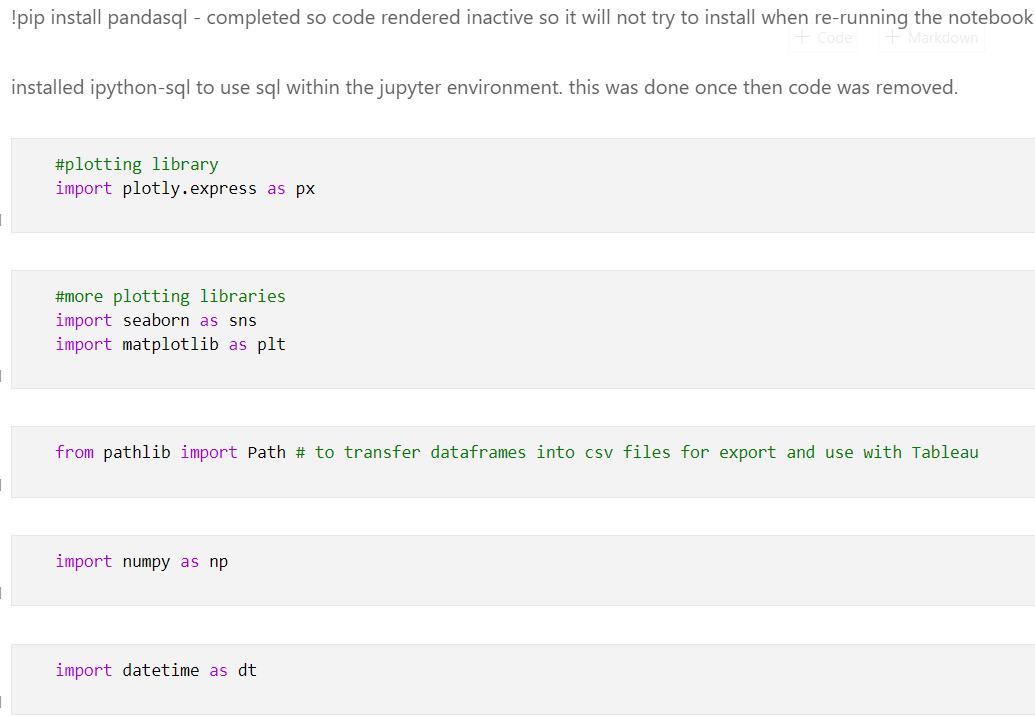 !pip install pandasql - completed so code rendered inactive so it will not try to install when re-running the notebook
+ Code + Markdown
installed ipython-sql to use sql within the jupyter environment. this was done once then code was removed.
#plotting library
import plotly.express as px
#more plotting libraries
import seaborn as sns
import matplotlib as plt
from pathlib import Path # to transfer dataframes into csv files for export and use with Tableau
import numpy as np
import datetime as dt